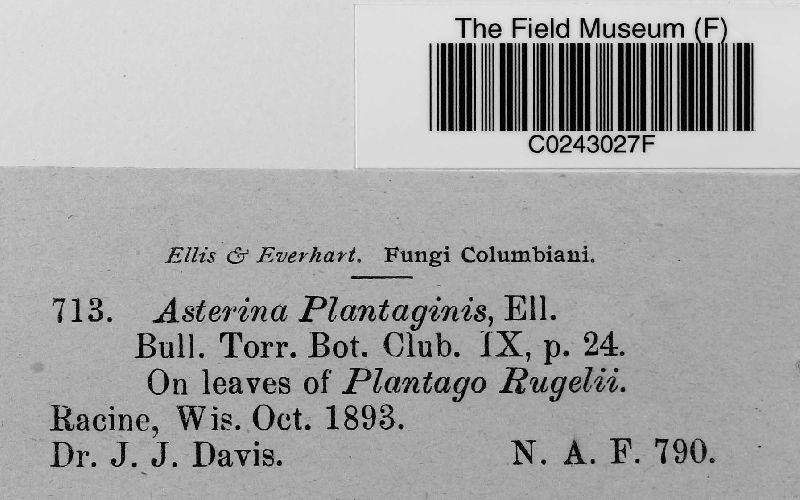 The Field Museum (F)
C0243027F
Ellis & Everhart. Fungi Columbiani.
713. Asterina Plantaginis, Ell.
Bull. Torr. Bot. Club. IX, p. 24.
On leaves of Plantago Rugelii.
Racine, Wis. Oct. 1893.
Dr. J. J. Davis. N. A. F. 790.